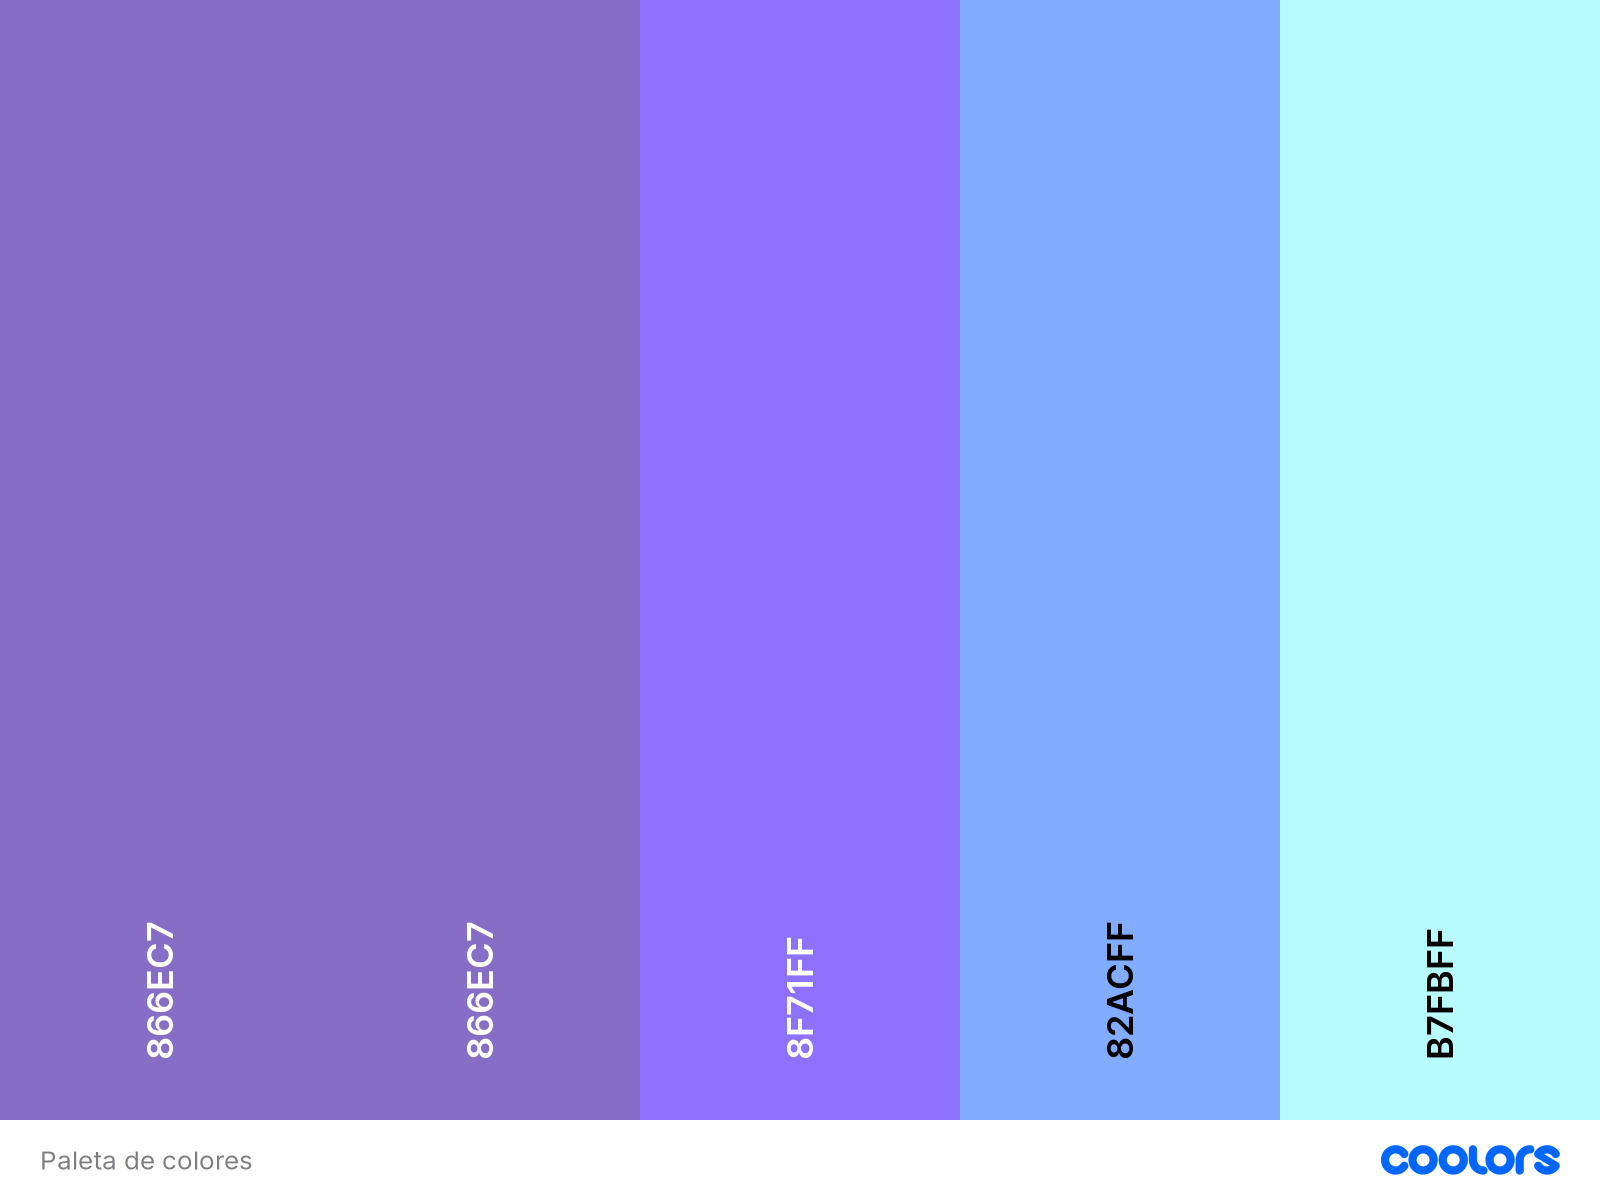 866EC7
866EC7
8F71FF
82ACFF
B7FBFF
Paleta de colores
coolors